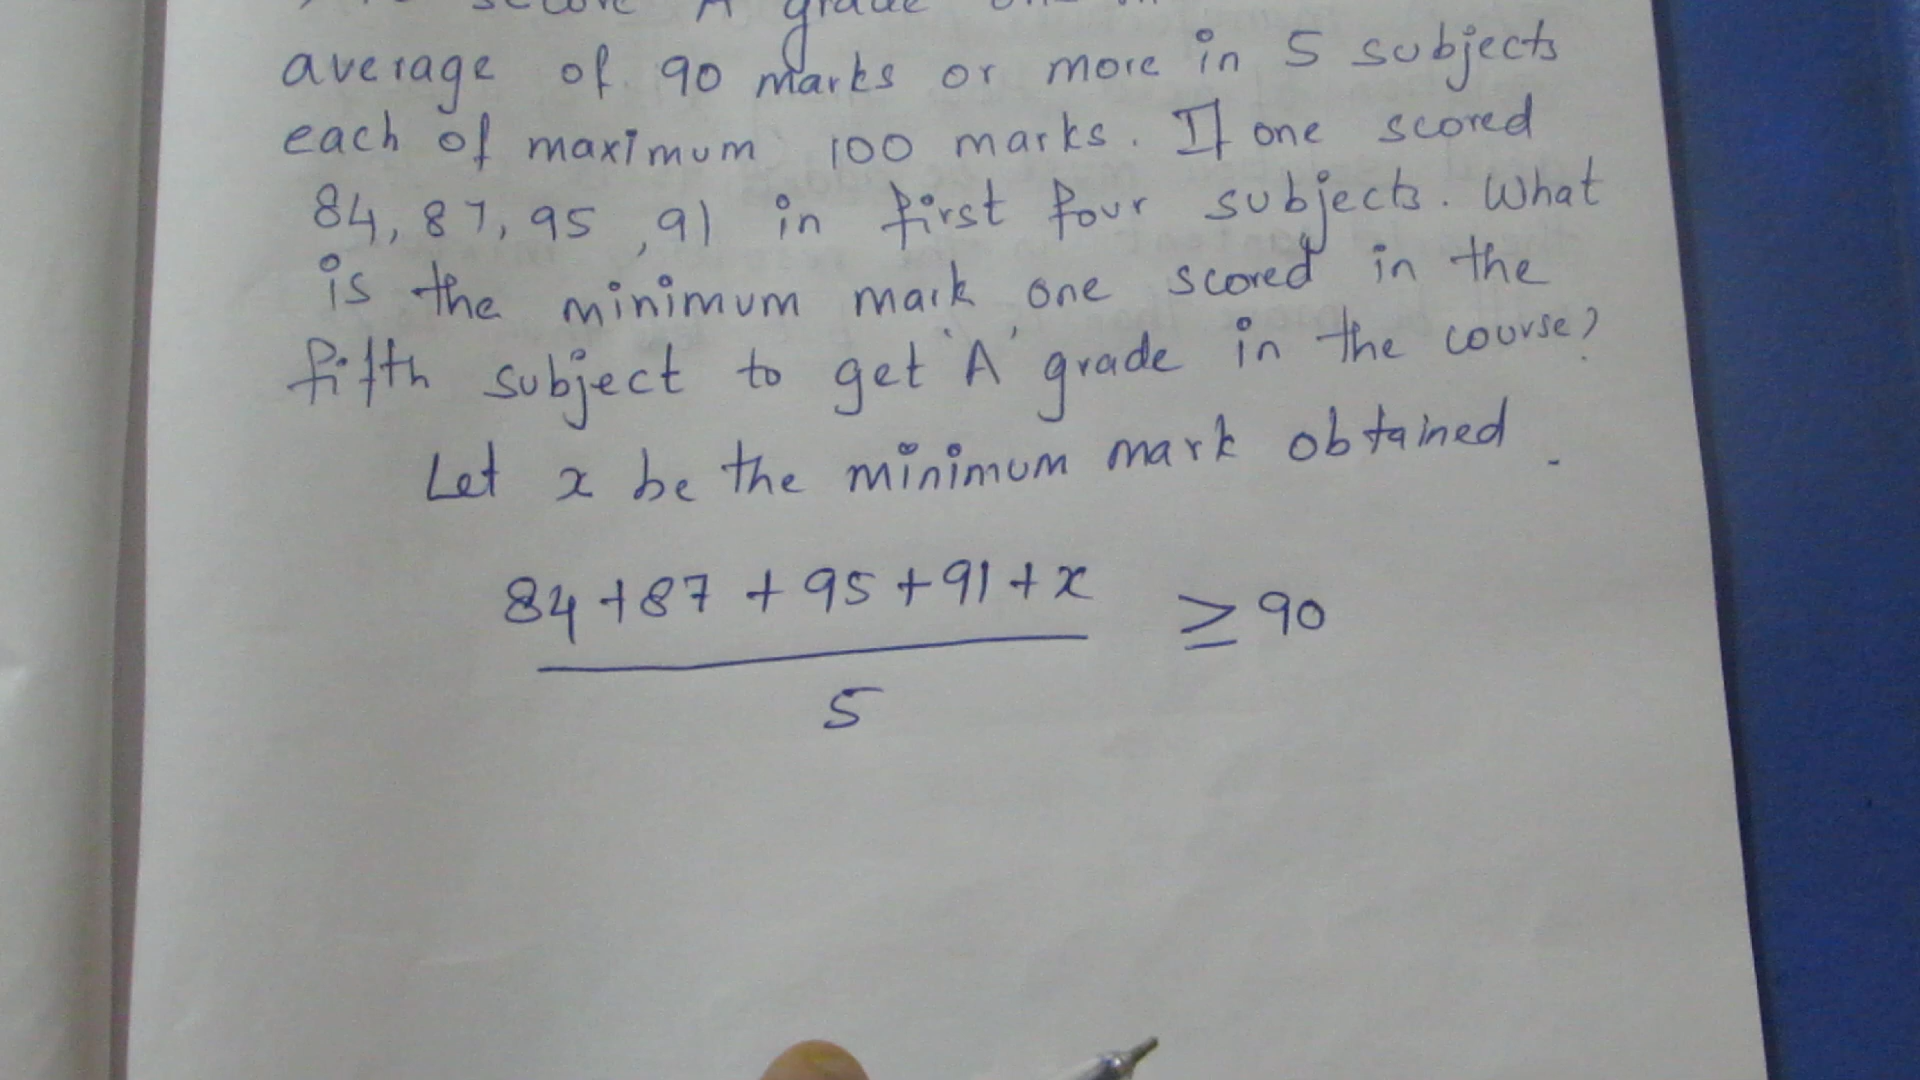 average of 90 marks or more in 5 subjects
each of maximum 100 marks. If one scored
84, 87, 95, 91 in first four subjects. What
is the minimum mark one scored in the
fifth subject to get 'A' grade in the course?
Let x be the minimum mark obtained.
84 + 87 + 95 + 91 + x ≥ 90
5